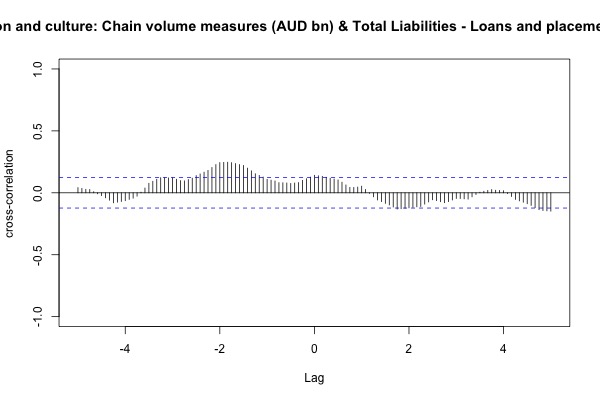 on and culture: Chain volume measures (AUD bn) & Total Liabilities - Loans and placeme
cross-correlation
1.0
0.5
0.0
-0.5
-1.0
-4 -2 0 2 4
Lag